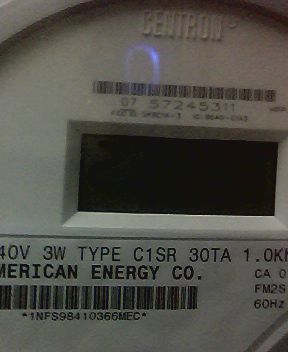 CENTRON
07 57245311
40V 3W TYPE C1SR 30TA 1.0K
MERICAN ENERGY CO.
CA 0
FM2S
60Hz
*1NFS98410366MEC*